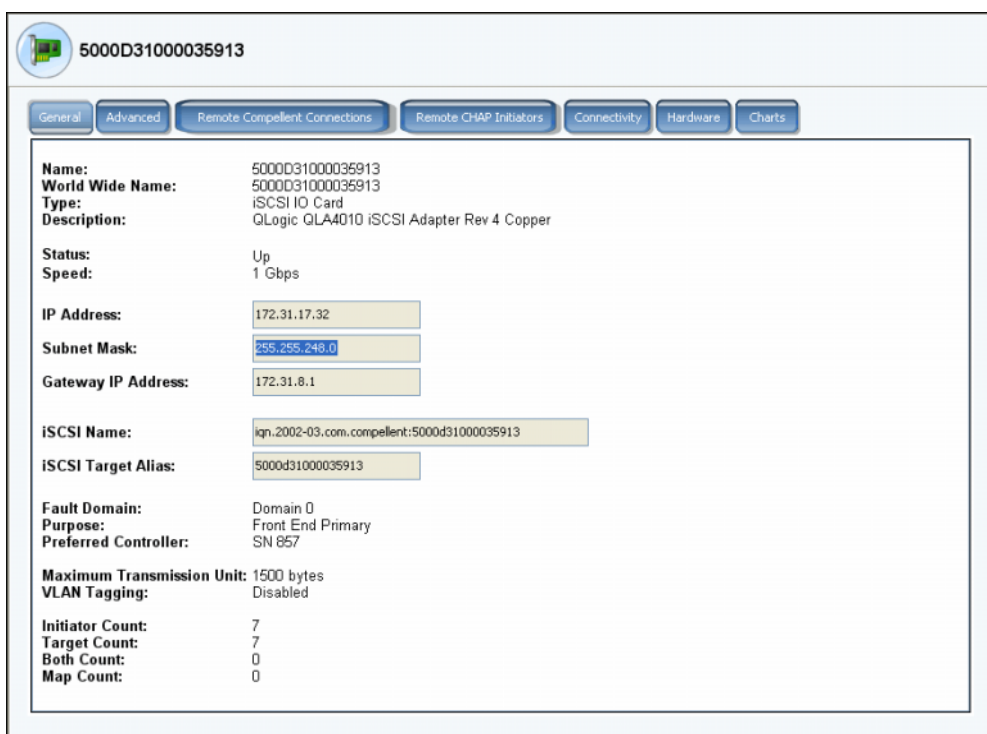 5000D31000035913
General Advanced Remote Compellent Connections Remote CHAP Initiators Connectivity Hardware Charts
Name: 5000D31000035913
World Wide Name: 5000D31000035913
Type: iSCSI IO Card
Description: QLogic QLA4010 iSCSI Adapter Rev 4 Copper
Status: Up
Speed: 1 Gbps
IP Address: 172.31.17.32
Subnet Mask: 255.255.248.0
Gateway IP Address: 172.31.8.1
iSCSI Name: iqn.2002-03.com.compellent:5000d31000035913
iSCSI Target Alias: 5000d31000035913
Fault Domain: Domain 0
Purpose: Front End Primary
Preferred Controller: SN 857
Maximum Transmission Unit: 1500 bytes
VLAN Tagging: Disabled
Initiator Count: 7
Target Count: 7
Both Count: 0
Map Count: 0